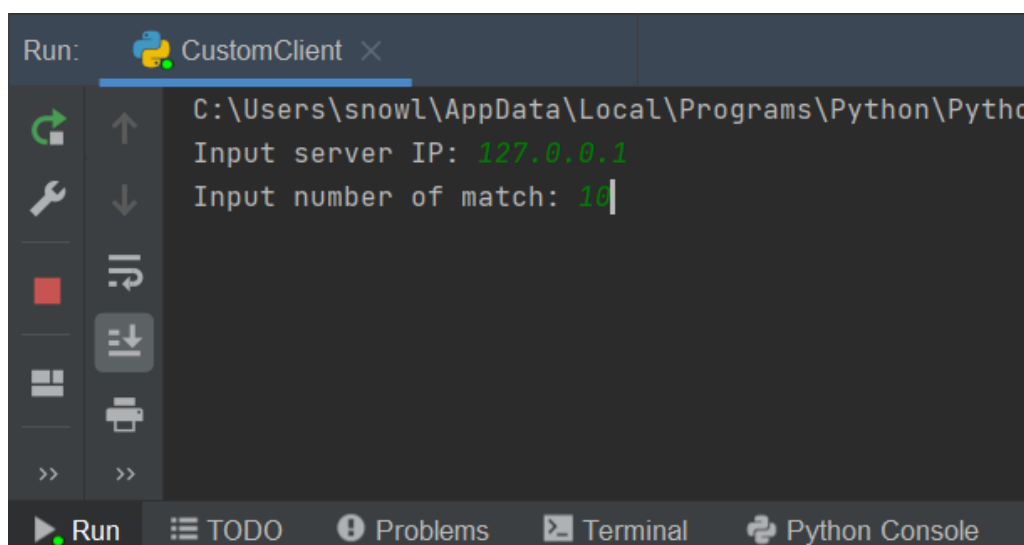 Run: CustomClient
C:\Users\snowl\AppData\Local\Programs\Python\Pytho
Input server IP: 127.0.0.1
Input number of match: 10
Run TODO Problems Terminal Python Console